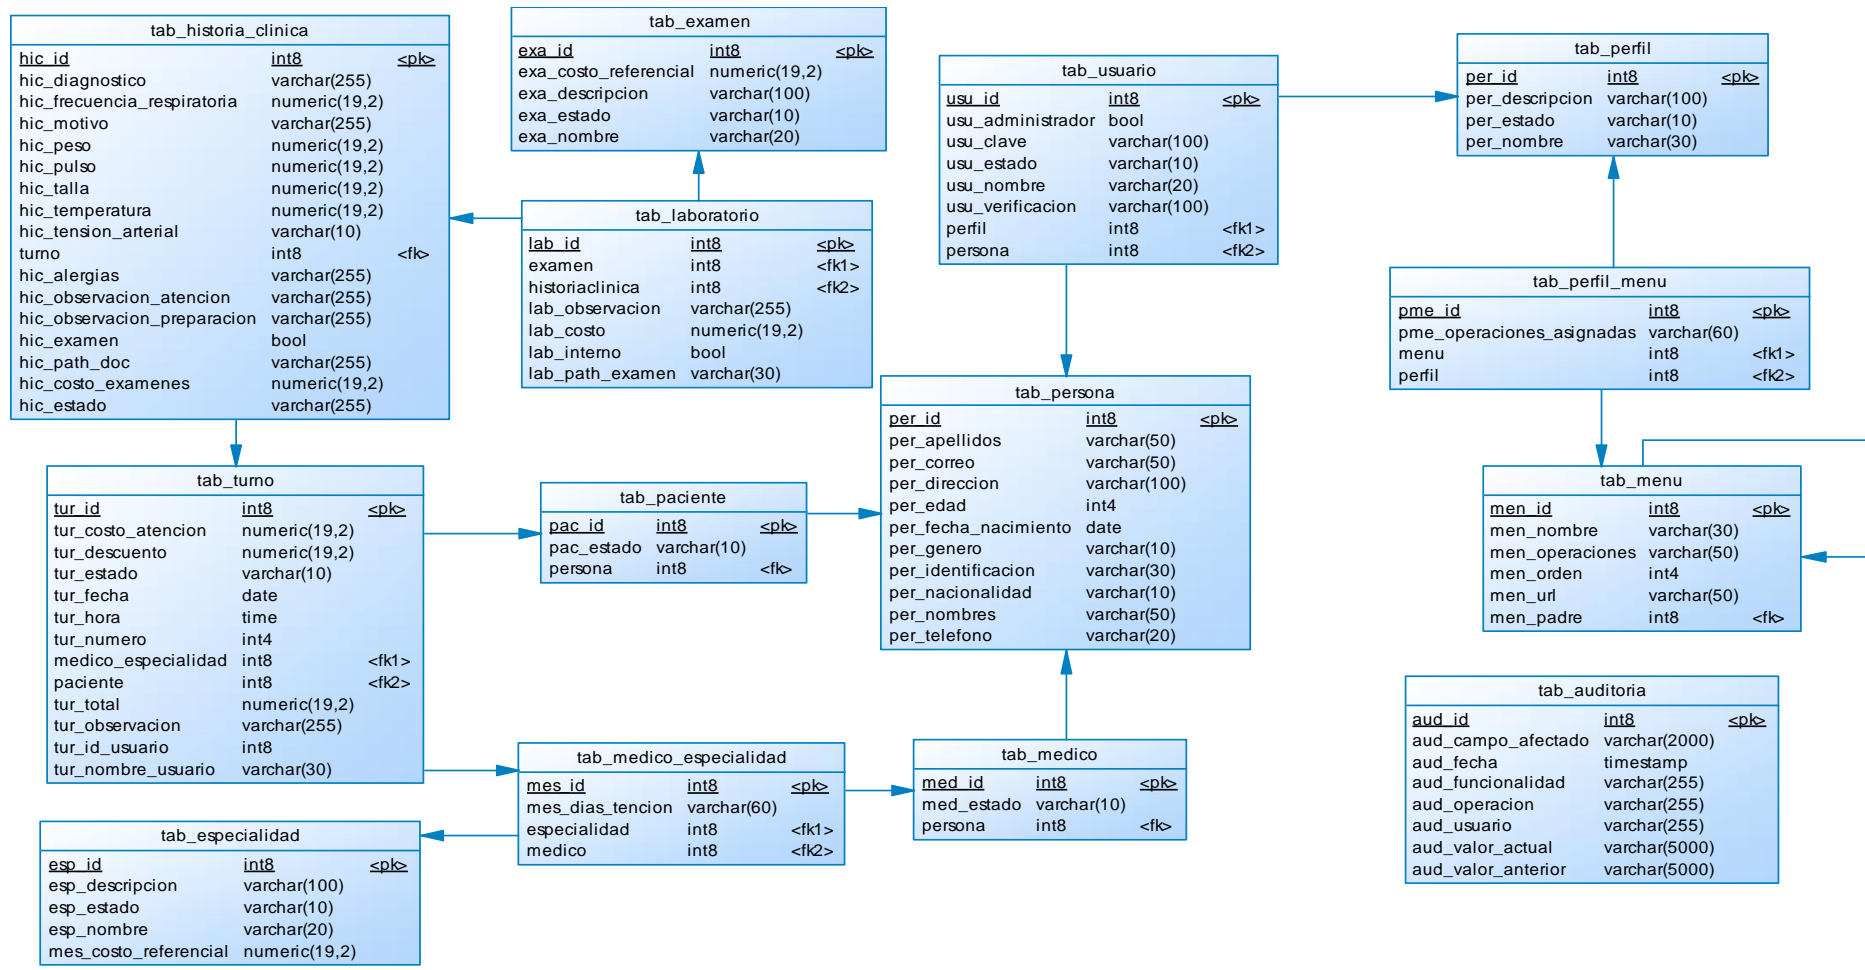 tab_historia_clinica
hic_id int8 <pk>
hic_diagnostico varchar(255)
hic_frecuencia_respiratoria numeric(19,2)
hic_motivo varchar(255)
hic_peso numeric(19,2)
hic_pulso numeric(19,2)
hic_talla numeric(19,2)
hic_temperatura numeric(19,2)
hic_tension_arterial varchar(10)
turno int8 <fk>
hic_alergias varchar(255)
hic_observacion_atencion varchar(255)
hic_observacion_preparacion varchar(255)
hic_examen bool
hic_path_doc varchar(255)
hic_costo_examenes numeric(19,2)
hic_estado varchar(255)
tab_examen
exa_id int8 <pk>
exa_costo_referencial numeric(19,2)
exa_descripcion varchar(100)
exa_estado varchar(10)
exa_nombre varchar(20)
tab_laboratorio
lab_id int8 <pk>
examen int8 <fk1>
historiaclinica int8 <fk2>
lab_observacion varchar(255)
lab_costo numeric(19,2)
lab_interno bool
lab_path_examen varchar(30)
tab_usuario
usu_id int8 <pk>
usu_administrador bool
usu_clave varchar(100)
usu_estado varchar(10)
usu_nombre varchar(20)
usu_verificacion varchar(100)
perfil int8 <fk1>
persona int8 <fk2>
tab_perfil
per_id int8 <pk>
per_descripcion varchar(100)
per_estado varchar(10)
per_nombre varchar(30)
tab_perfil_menu
pme_id int8 <pk>
pme_operaciones_asignadas varchar(60)
menu int8 <fk1>
perfil int8 <fk2>
tab_persona
per_id int8 <pk>
per_apellidos varchar(50)
per_correo varchar(50)
per_direccion varchar(100)
per_edad int4
per_fecha_nacimiento date
per_genero varchar(10)
per_identificacion varchar(30)
per_nacionalidad varchar(10)
per_nombres varchar(50)
per_telefono varchar(20)
tab_turno
tur_id int8 <pk>
tur_costo_atencion numeric(19,2)
tur_descuento numeric(19,2)
tur_estado varchar(10)
tur_fecha date
tur_hora time
tur_numero int4
medico_especialidad int8 <fk1>
paciente int8 <fk2>
tur_total numeric(19,2)
tur_observacion varchar(255)
tur_id_usuario int8
tur_nombre_usuario varchar(30)
tab_paciente
pac_id int8 <pk>
pac_estado varchar(10)
persona int8 <fk>
tab_menu
men_id int8 <pk>
men_nombre varchar(30)
men_operaciones varchar(50)
men_orden int4
men_url varchar(50)
men_padre int8 <fk>
tab_medico_especialidad
mes_id int8 <pk>
mes_dias_tencion varchar(60)
especialidad int8 <fk1>
medico int8 <fk2>
tab_medico
med_id int8 <pk>
med_estado varchar(10)
persona int8 <fk>
tab_auditoria
aud_id int8 <pk>
aud_campo_afectado varchar(2000)
aud_fecha timestamp
aud_funcionalidad varchar(255)
aud_operacion varchar(255)
aud_usuario varchar(255)
aud_valor_actual varchar(5000)
aud_valor_anterior varchar(5000)
tab_especialidad
esp_id int8 <pk>
esp_descripcion varchar(100)
esp_estado varchar(10)
esp_nombre varchar(20)
mes_costo_referencial numeric(19,2)